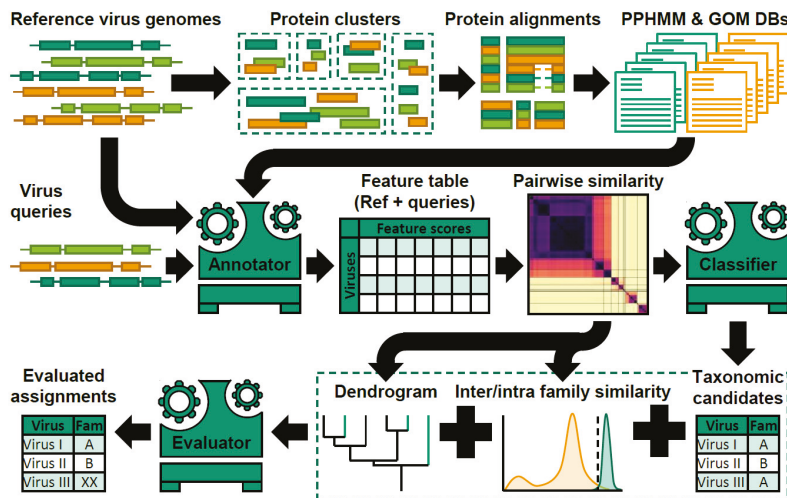 Reference virus genomes
Protein clusters
Protein alignments
PPHMM & GOM DBs
Virus
queries
Annotator
Feature table
(Ref + queries)
Feature scores
Viruses
Pairwise similarity
Classifier
Evaluated
assignments
Virus Fam
Virus I A
Virus II B
Virus III XX
Evaluator
Dendrogram
Inter/intra family similarity
Taxonomic
candidates
Virus Fam
Virus I A
Virus II B
Virus III A